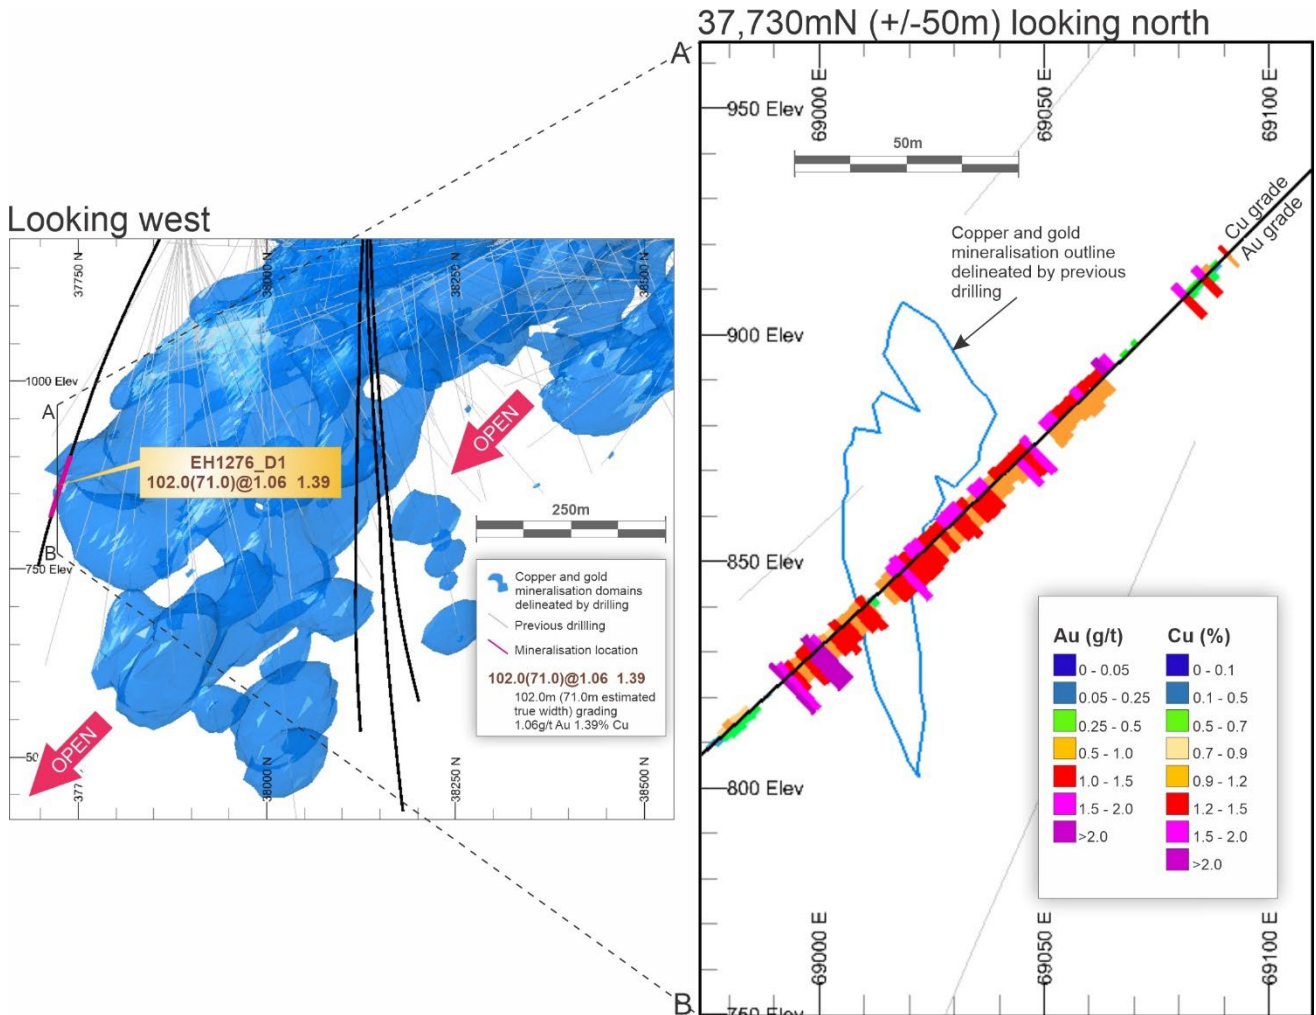 37,730mN (+/-50m) looking north
A
Looking west
37750 N
38000 N
38250 N
38500 N
1000 Elev
A
EH1276_D1
102.0(71.0)@1.06 1.39
B
750 Elev
OPEN
250m
Copper and gold
mineralisation domains
delineated by drilling
Previous drillling
Mineralisation location
102.0(71.0)@1.06 1.39
102.0m (71.0m estimated
true width) grading
1.06g/t Au 1.39% Cu
OPEN
50
377
38000 N
38250 N
38500 N
69000 E
69050 E
69100 E
950 Elev
50m
Cu grade
Au grade
Copper and gold
mineralisation outline
delineated by previous
drilling
900 Elev
850 Elev
800 Elev
750 Elev
Au (g/t) Cu (%)
0 - 0.05 0 - 0.1
0.05 - 0.25 0.1 - 0.5
0.25 - 0.5 0.5 - 0.7
0.5 - 1.0 0.7 - 0.9
1.0 - 1.5 0.9 - 1.2
1.5 - 2.0 1.2 - 1.5
>2.0 1.5 - 2.0
>2.0
69000 E
69050 E
69100 E
B